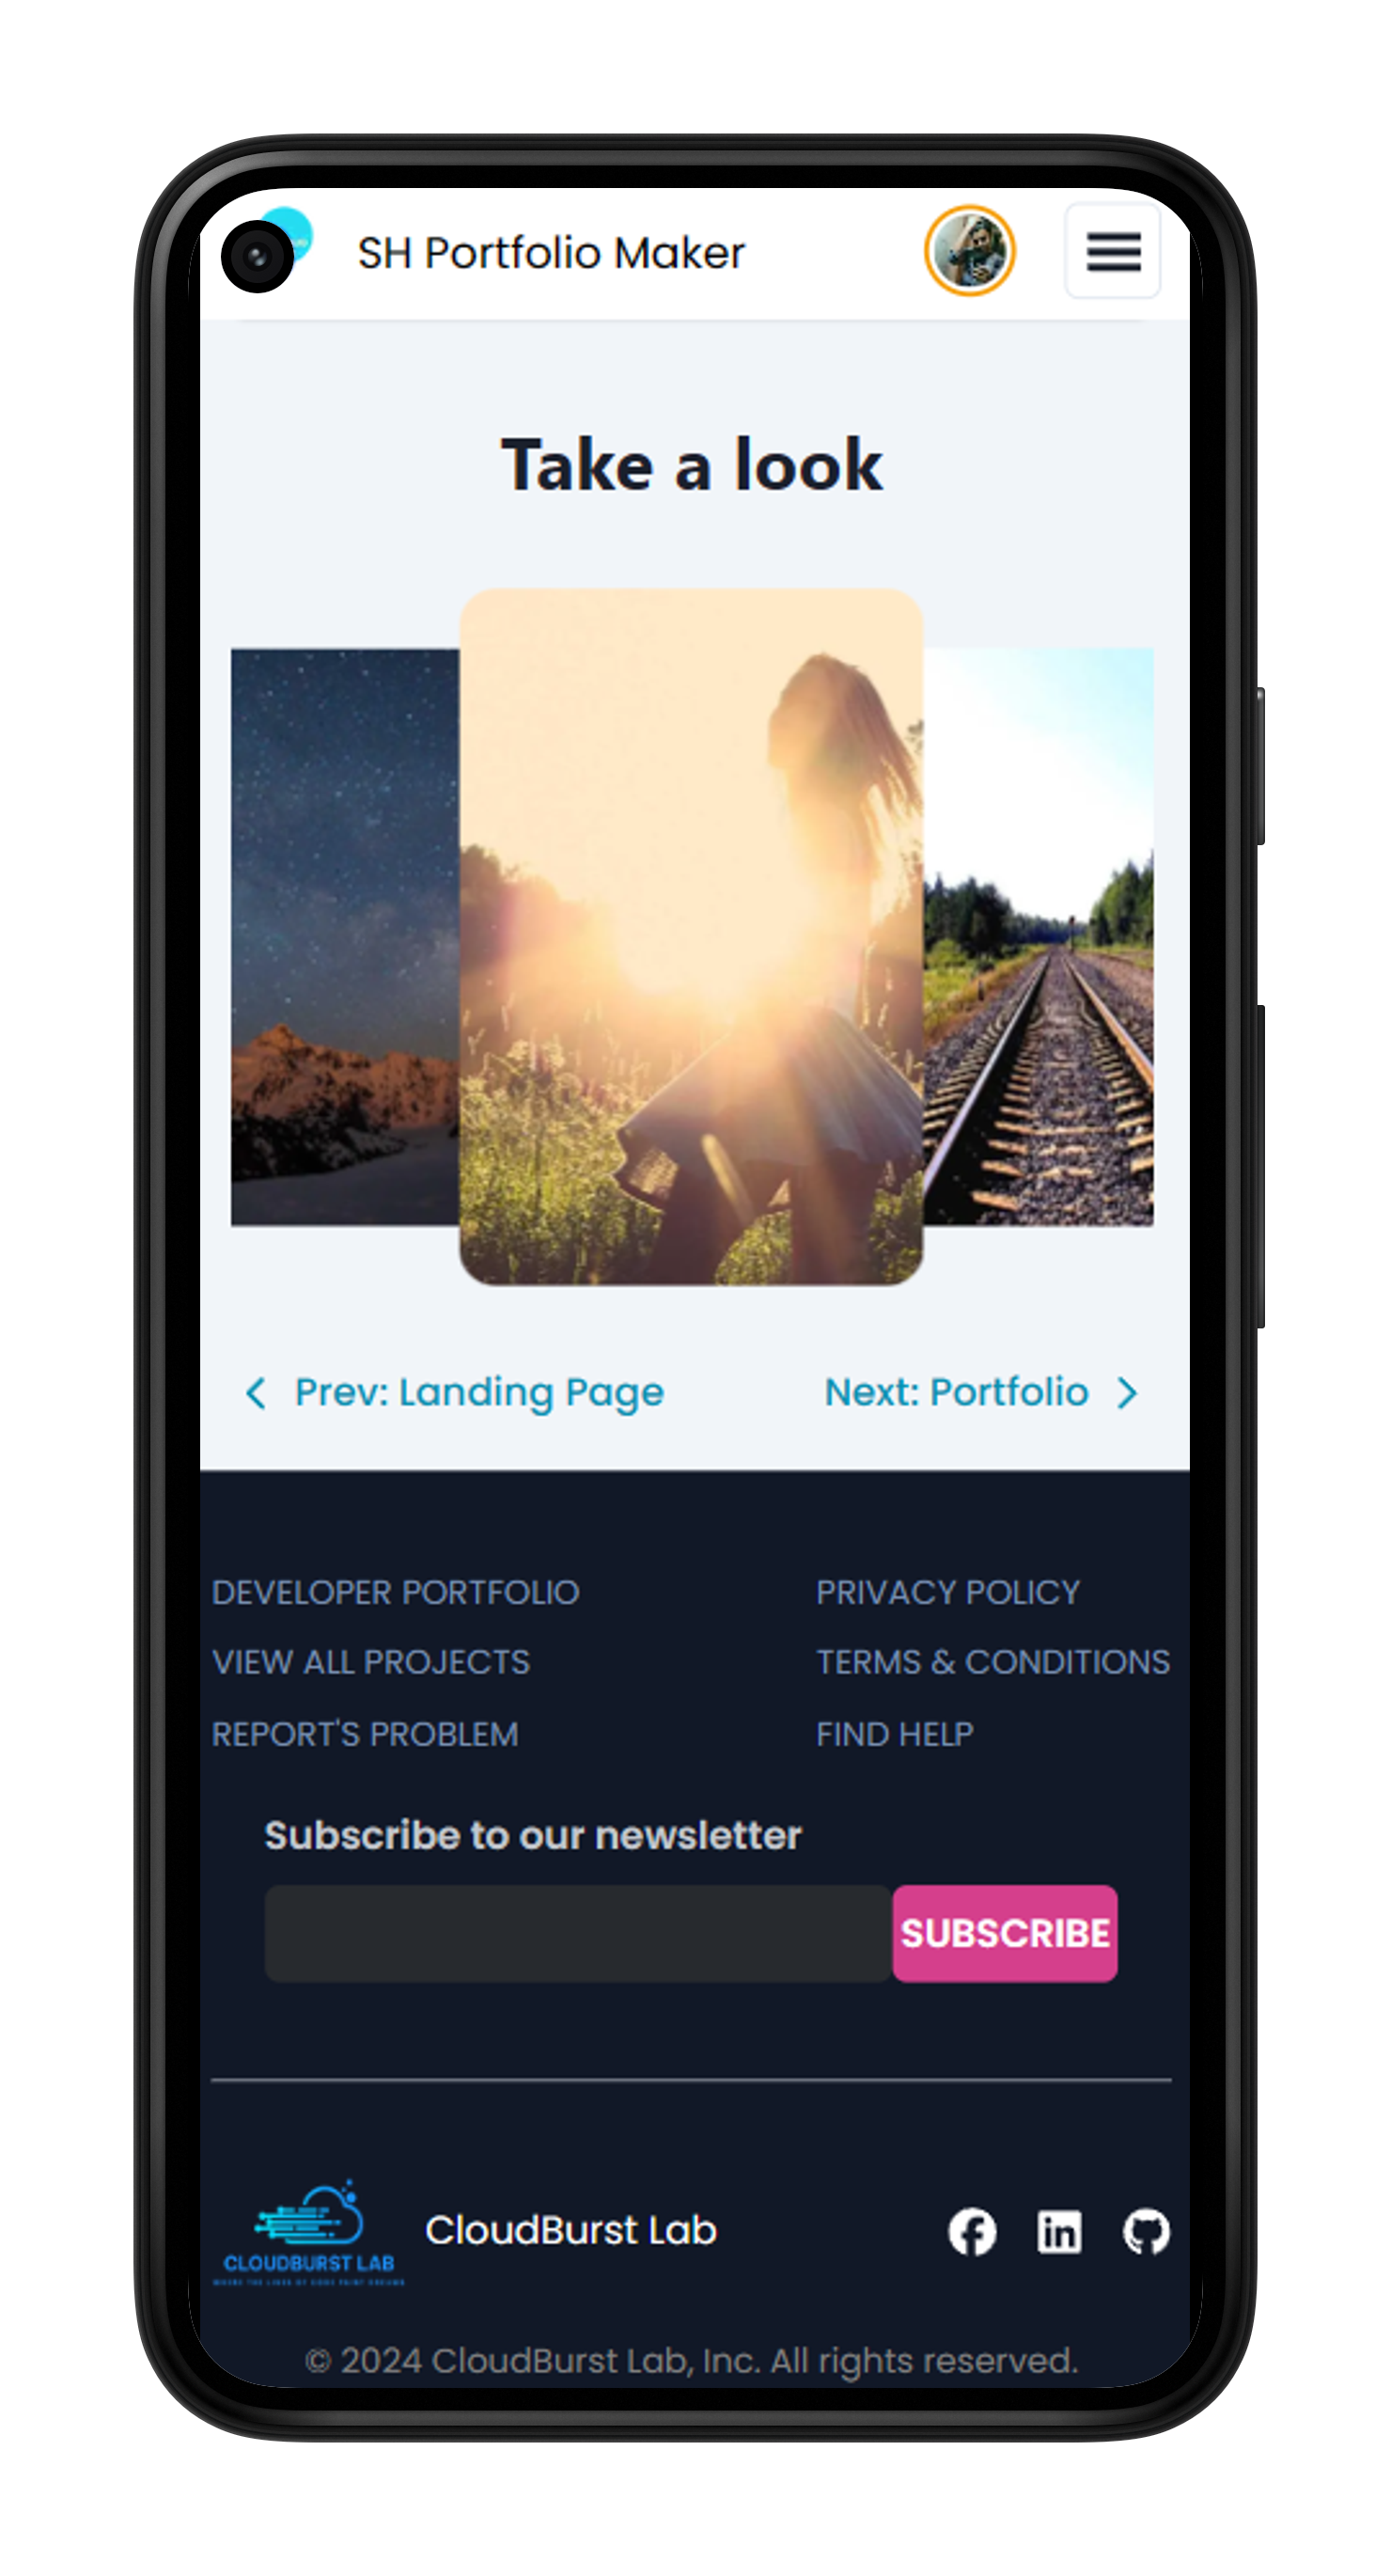 SH Portfolio Maker
Take a look
Prev: Landing Page
Next: Portfolio
DEVELOPER PORTFOLIO
PRIVACY POLICY
VIEW ALL PROJECTS
TERMS & CONDITIONS
REPORT'S PROBLEM
FIND HELP
Subscribe to our newsletter
SUBSCRIBE
CLOUDBURST LAB
CloudBurst Lab
© 2024 CloudBurst Lab, Inc. All rights reserved.